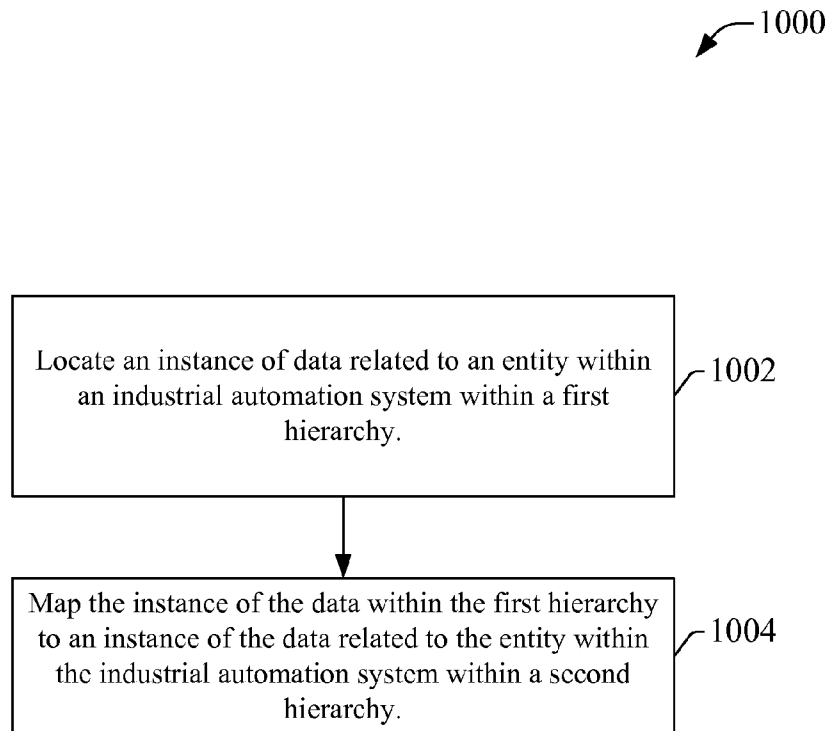 1000
Locate an instance of data related to an entity within
an industrial automation system within a first
hierarchy.
1002
Map the instance of the data within the first hierarchy
to an instance of the data related to the entity within
the industrial automation system within a second
hierarchy.
1004